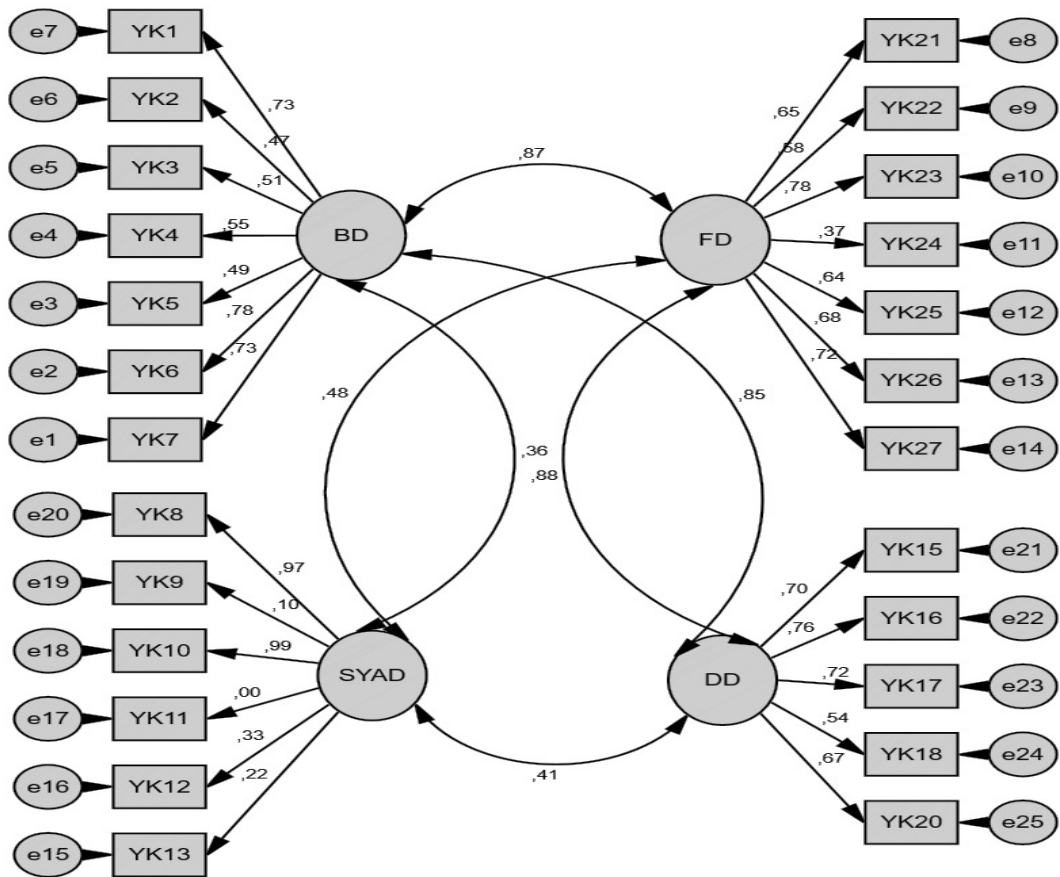 e7 YK1
e6 YK2
e5 YK3
e4 YK4
e3 YK5
e2 YK6
e1 YK7
,73
,47
,51
,55
,49
,78
,73
BD
,87
FD
,65
,58
,78
,37
,64
,68
,72
YK21 e8
YK22 e9
YK23 e10
YK24 e11
YK25 e12
YK26 e13
YK27 e14
,48
,36
,88
,85
e20 YK8
e19 YK9
e18 YK10
e17 YK11
e16 YK12
e15 YK13
,97
,10
,99
,00
,33
,22
SYAD
,41
DD
,70
,76
,72
,54
,67
YK15 e21
YK16 e22
YK17 e23
YK18 e24
YK20 e25